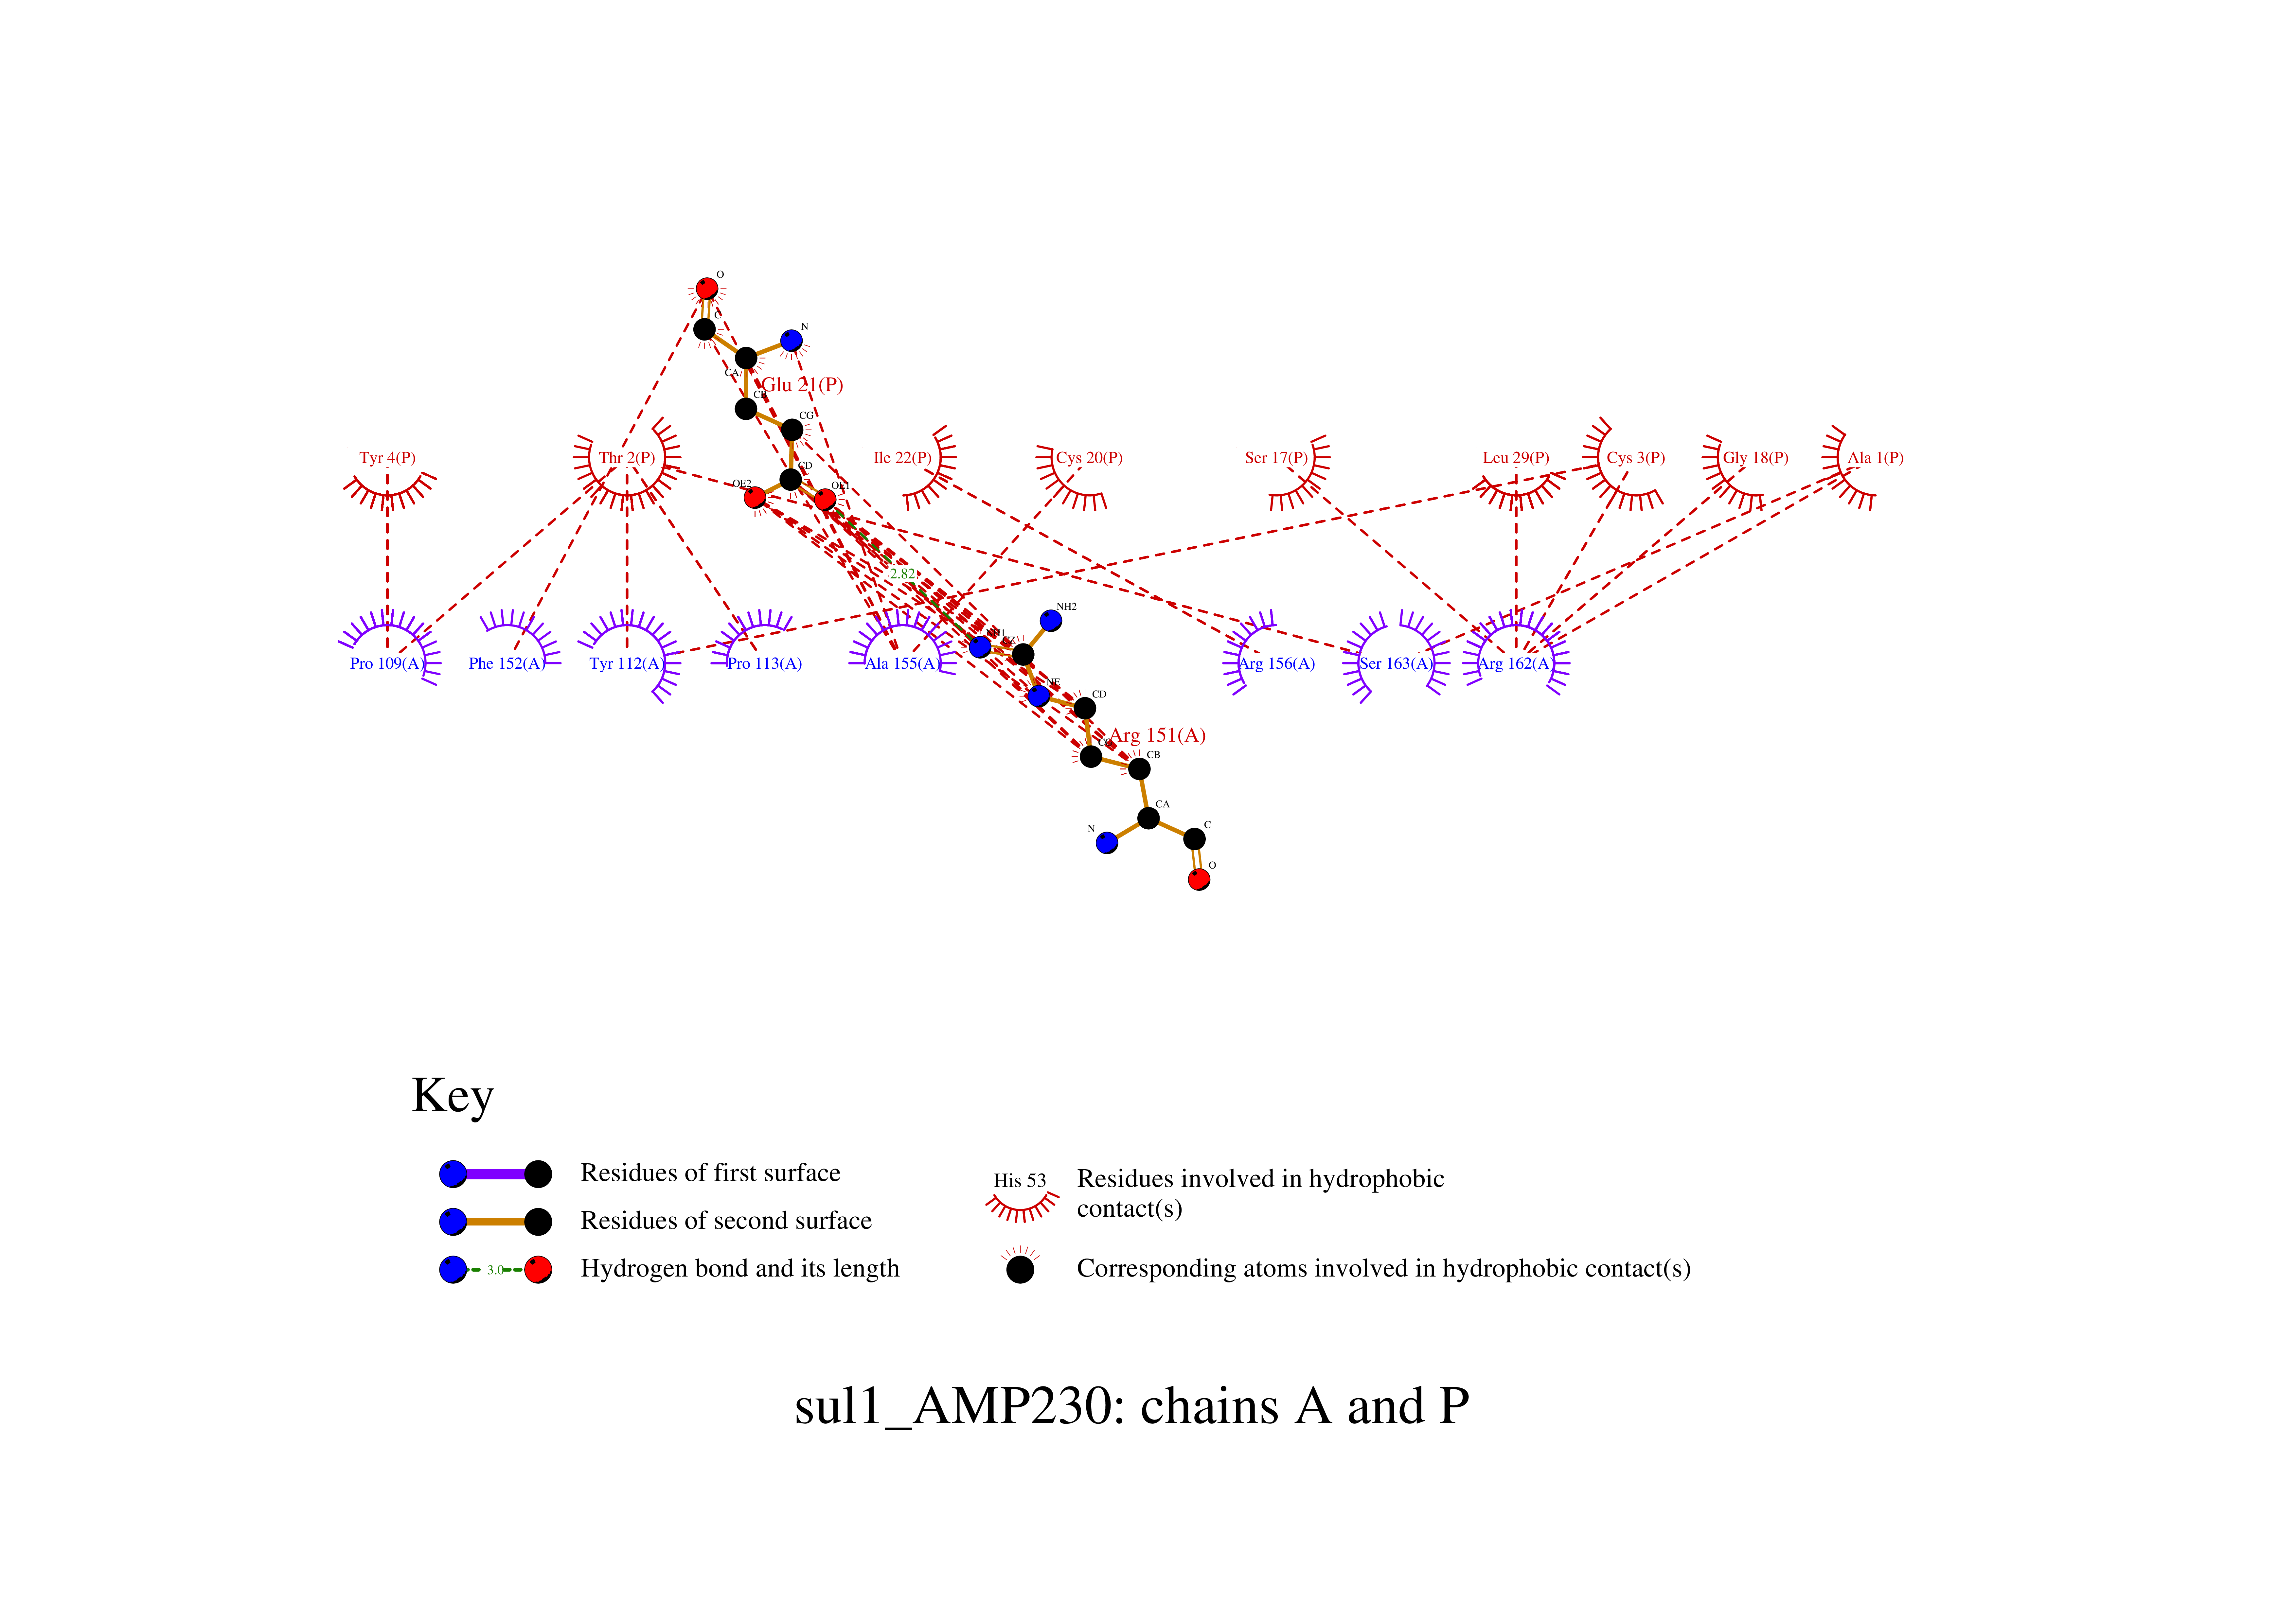 O
C
N
CA
Glu 21(P)
CB
CG
Tyr 4(P)
Thr 2(P)
Ile 22(P)
Cys 20(P)
Ser 17(P)
Leu 29(P)
Cys 3(P)
Gly 18(P)
Ala 1(P)
CD
OE2
OE1
2.82
NH2
NH1
CZ
Pro 109(A)
Phe 152(A)
Tyr 112(A)
Pro 113(A)
Ala 155(A)
Arg 156(A)
Ser 163(A)
Arg 162(A)
NE
CD
Arg 151(A)
CG
CB
CA
N
C
O
Key
Residues of first surface
Residues of second surface
3.0
Hydrogen bond and its length
His 53
Residues involved in hydrophobic
contact(s)
Corresponding atoms involved in hydrophobic contact(s)
sul1_AMP230: chains A and P